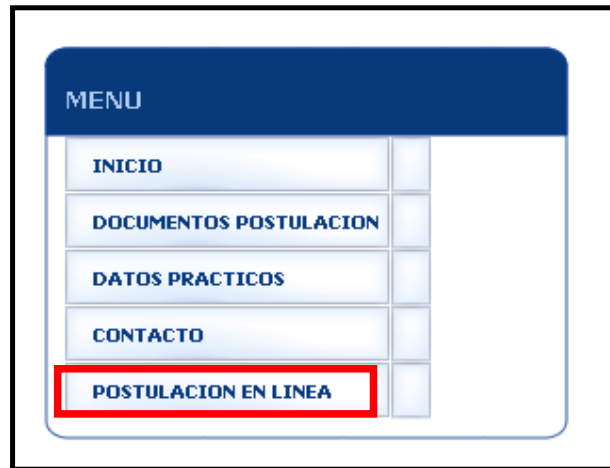 MENU
INICIO
DOCUMENTOS POSTULACION
DATOS PRACTICOS
CONTACTO
POSTULACION EN LINEA